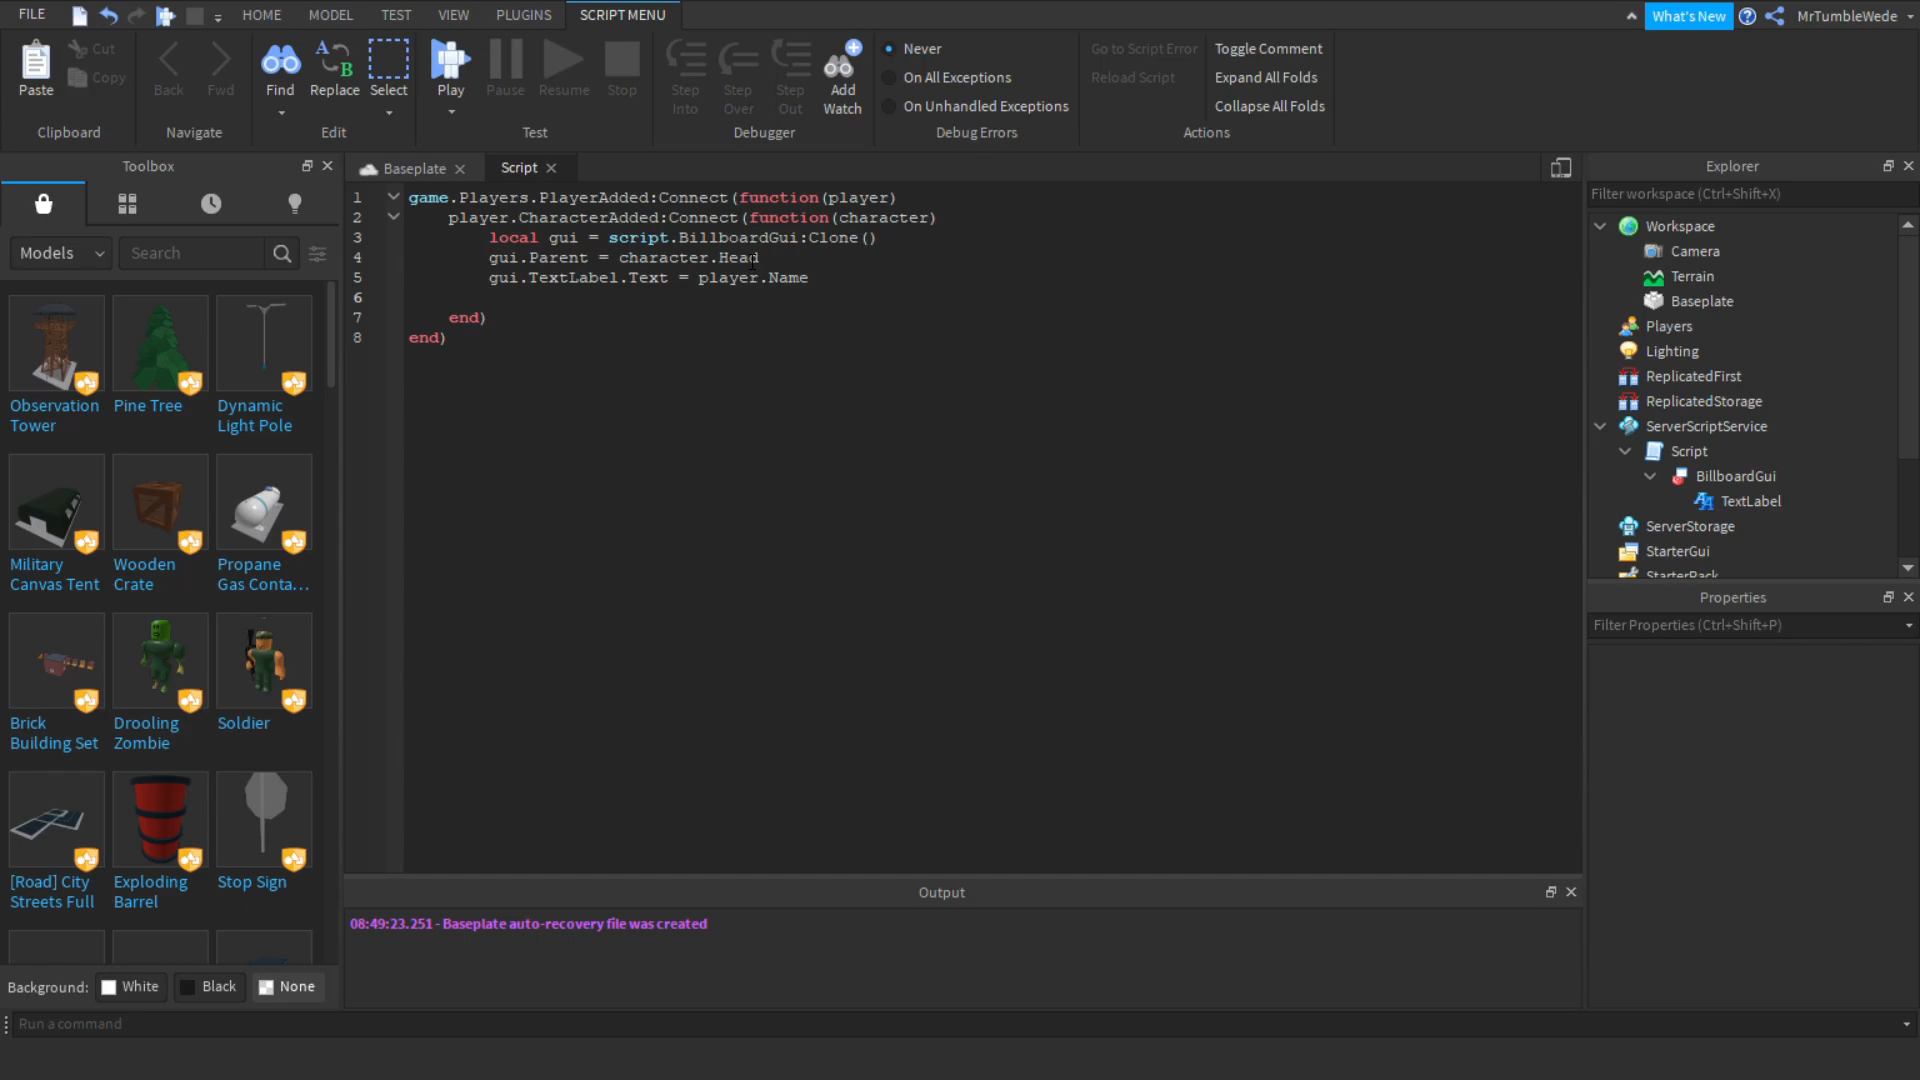 FILE
HOME
MODEL
TEST
VIEW
PLUGINS
SCRIPT MENU
What's New
MrTumbleWede
Paste
Cut
Copy
Clipboard
Back
Fwd
Navigate
Find
Replace
Select
Edit
Play
Pause
Resume
Stop
Test
Step Into
Step Over
Step Out
Add Watch
Debugger
Never
On All Exceptions
On Unhandled Exceptions
Debug Errors
Go to Script Error
Reload Script
Toggle Comment
Expand All Folds
Collapse All Folds
Actions
Toolbox
Models
Search
Observation Tower
Pine Tree
Dynamic Light Pole
Military Canvas Tent
Wooden Crate
Propane Gas Conta...
Brick Building Set
Drooling Zombie
Soldier
[Road] City Streets Full
Exploding Barrel
Stop Sign
Background:
White
Black
None
Baseplate
Script
1 game.Players.PlayerAdded:Connect(function(player)
2 player.CharacterAdded:Connect(function(character)
3 local gui = script.BillboardGui:Clone()
4 gui.Parent = character.Head
5 gui.TextLabel.Text = player.Name
6
7 end)
8 end)
Output
08:49:23.251 - Baseplate auto-recovery file was created
Run a command
Explorer
Filter workspace (Ctrl+Shift+X)
Workspace
Camera
Terrain
Baseplate
Players
Lighting
ReplicatedFirst
ReplicatedStorage
ServerScriptService
Script
BillboardGui
TextLabel
ServerStorage
StarterGui
StarterPack
Properties
Filter Properties (Ctrl+Shift+P)